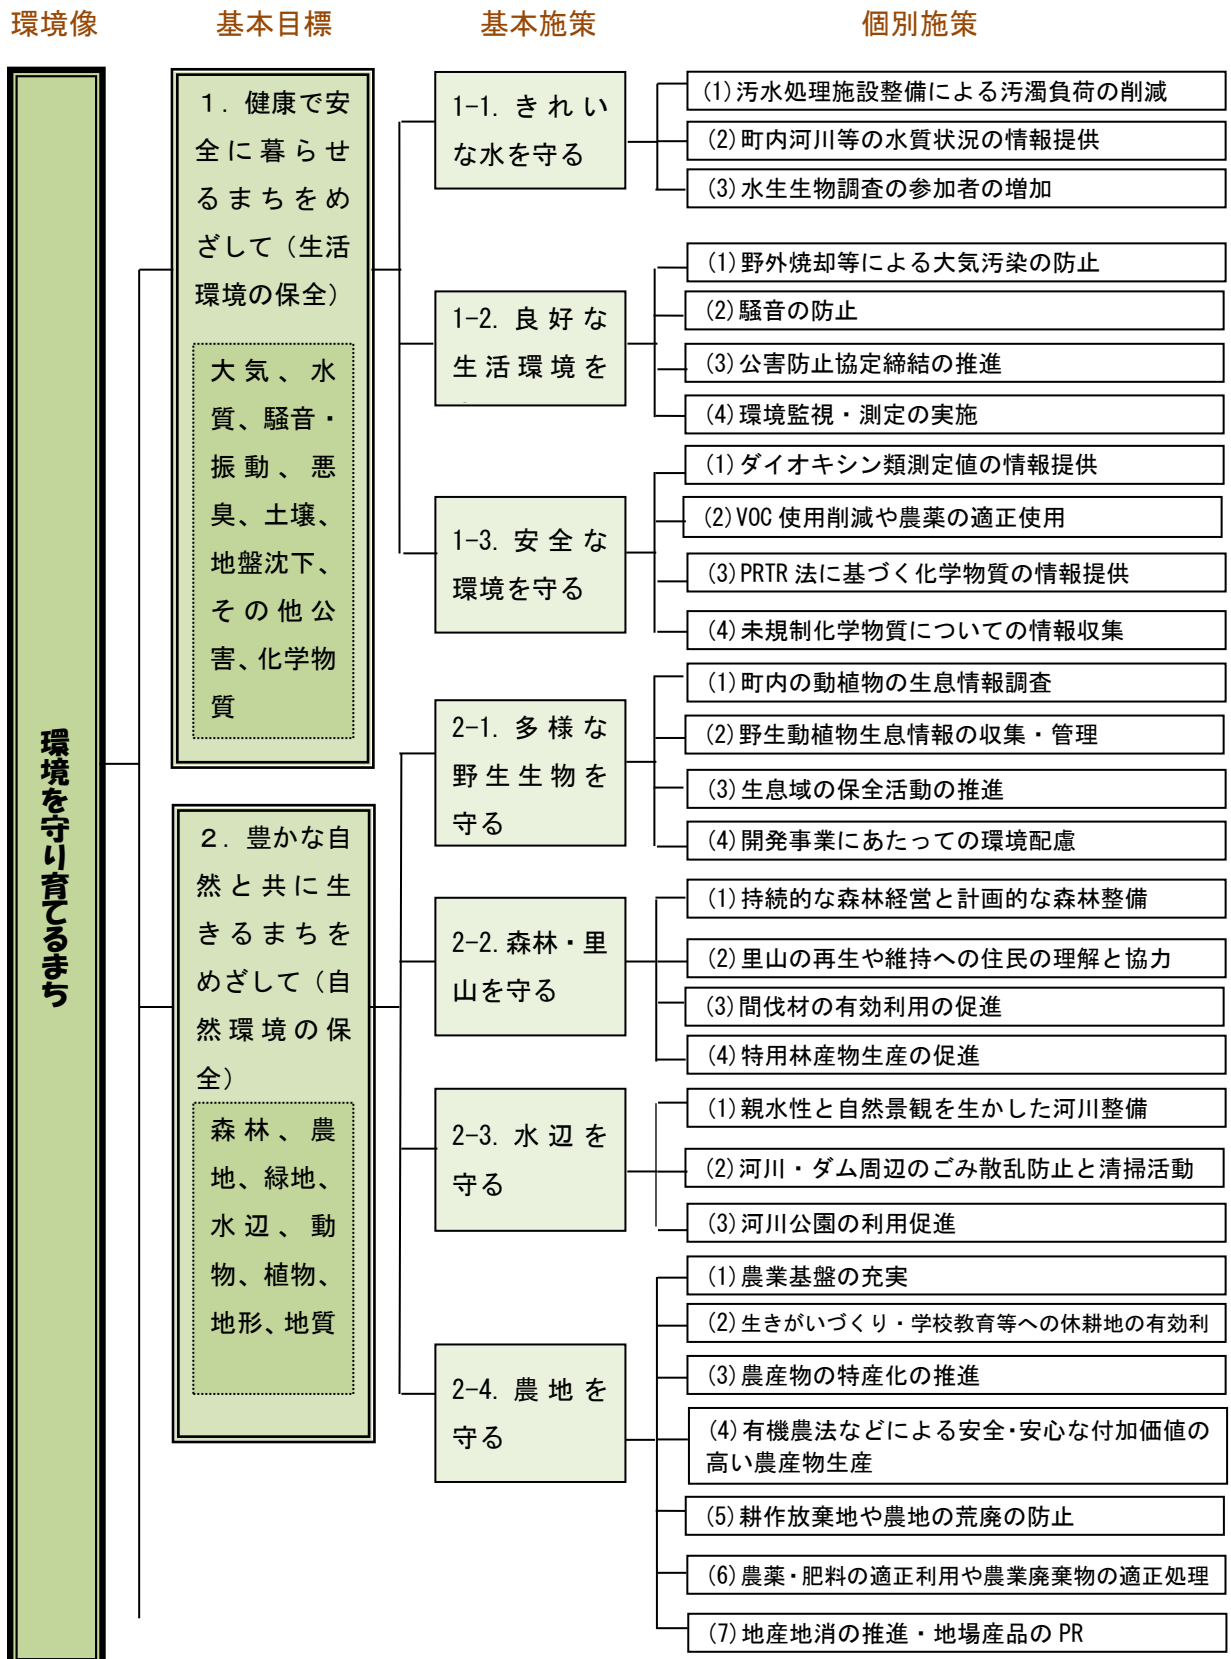 環境像
基本目標
基本施策
個別施策
環境を守り育てるまち
1. 健康で安
全に暮らせ
るまちをめ
ざして（生活
環境の保全）
大気、水
質、騒音・
振動、悪
臭、土壌、
地盤沈下、
その他公
害、化学物
質
1-1. きれい
な水を守る
(1)汚水処理施設整備による汚濁負荷の削減
(2)町内河川等の水質状況の情報提供
(3)水生生物調査の参加者の増加
1-2. 良好な
生活環境を
(1)野外焼却等による大気汚染の防止
(2)騒音の防止
(3)公害防止協定締結の推進
(4)環境監視・測定の実施
1-3. 安全な
環境を守る
(1)ダイオキシン類測定値の情報提供
(2)VOC 使用削減や農薬の適正使用
(3)PRTR 法に基づく化学物質の情報提供
(4)未規制化学物質についての情報収集
2. 豊かな自
然と共に生
きるまちを
めざして（自
然環境の保
全）
森林、農
地、緑地、
水辺、動
物、植物、
地形、地質
2-1. 多様な
野生生物を
守る
(1)町内の動植物の生息情報調査
(2)野生動植物生息情報の収集・管理
(3)生息域の保全活動の推進
(4)開発事業にあたっての環境配慮
2-2. 森林・里
山を守る
(1)持続的な森林経営と計画的な森林整備
(2)里山の再生や維持への住民の理解と協力
(3)間伐材の有効利用の促進
(4)特用林産物生産の促進
2-3. 水辺を
守る
(1)親水性と自然景観を生かした河川整備
(2)河川・ダム周辺のごみ散乱防止と清掃活動
(3)河川公園の利用促進
2-4. 農地を
守る
(1)農業基盤の充実
(2)生きがいづくり・学校教育等への休耕地の有効利
(3)農産物の特産化の推進
(4)有機農法などによる安全・安心な付加価値の
高い農産物生産
(5)耕作放棄地や農地の荒廃の防止
(6)農薬・肥料の適正利用や農業廃棄物の適正処理
(7)地産地消の推進・地場産品の PR